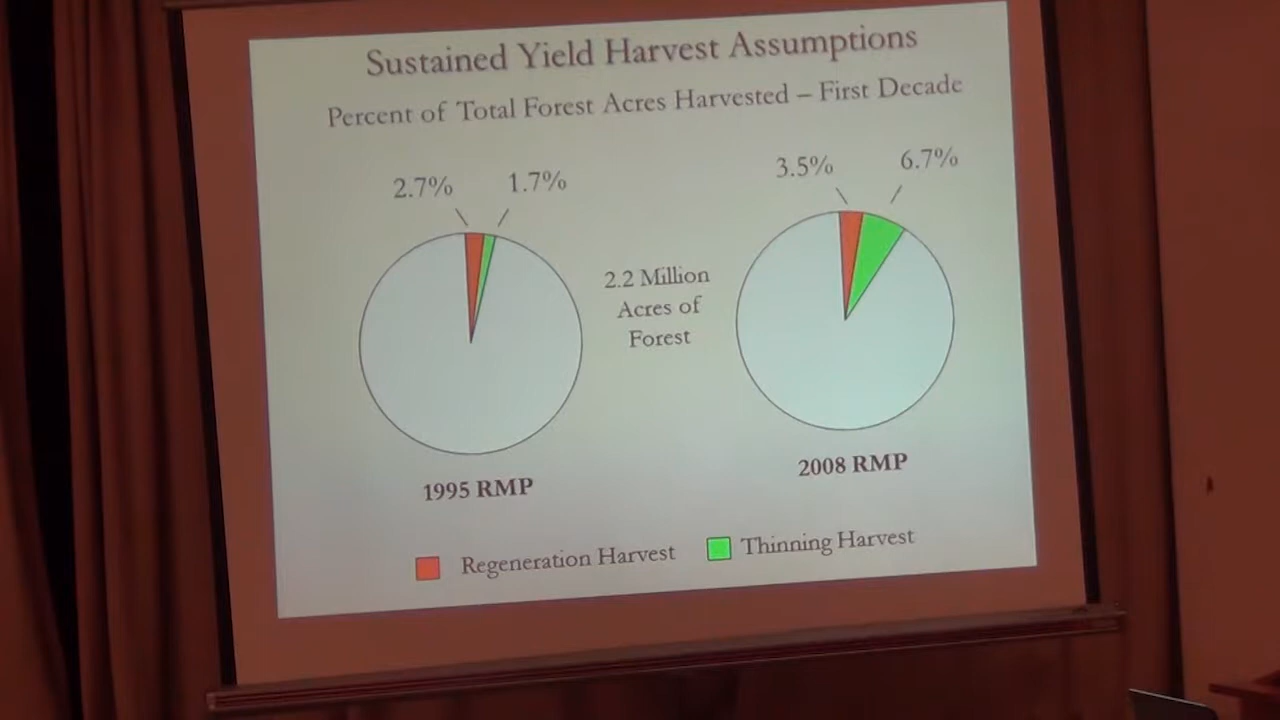 Sustained Yield Harvest Assumptions
Percent of Total Forest Acres Harvested – First Decade
2.7% 1.7%
3.5% 6.7%
2.2 Million
Acres of
Forest
1995 RMP
2008 RMP
Regeneration Harvest
Thinning Harvest